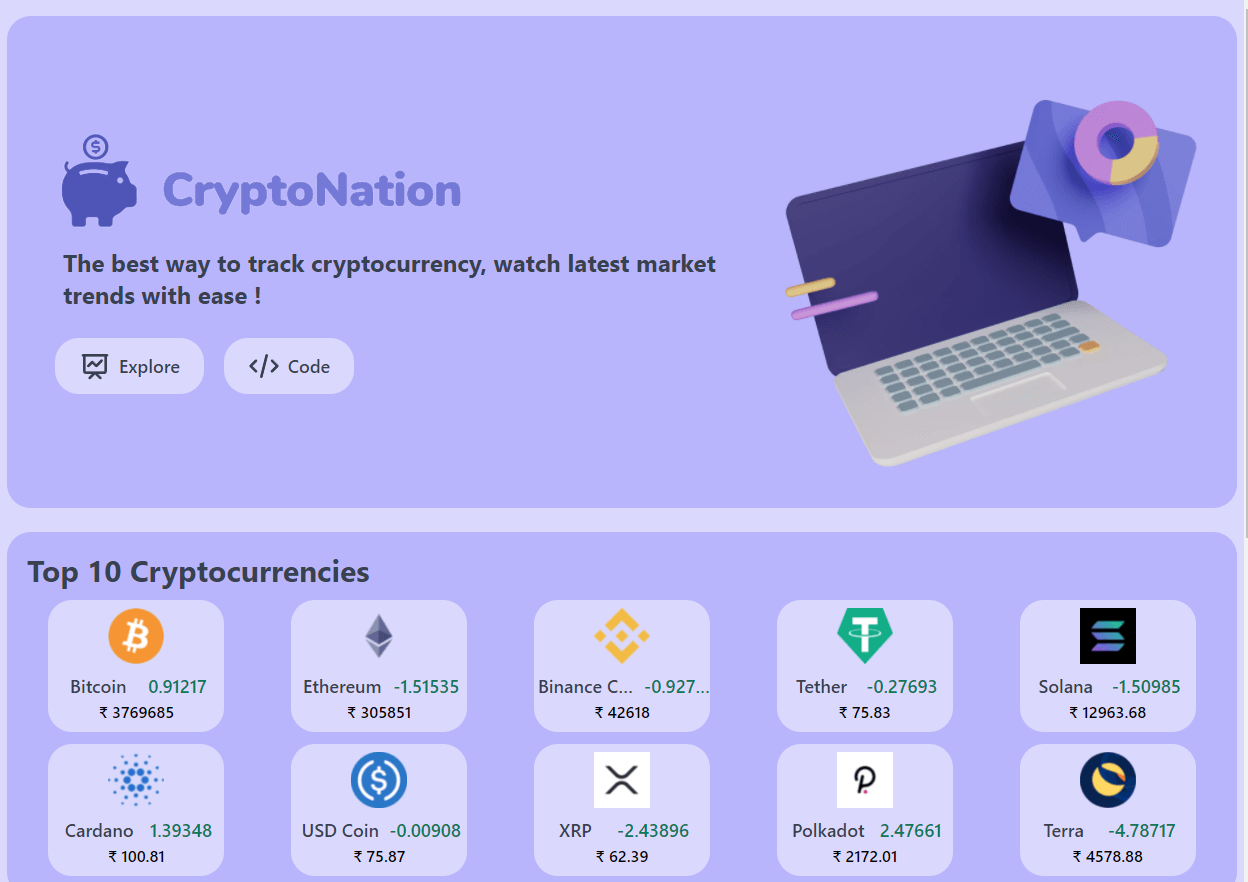 CryptoNation
The best way to track cryptocurrency, watch latest market
trends with ease !
Explore
</> Code
Top 10 Cryptocurrencies
Bitcoin 0.91217
₹ 3769685
Ethereum -1.51535
₹ 305851
Binance C... -0.927...
₹ 42618
Tether -0.27693
₹ 75.83
Solana -1.50985
₹ 12963.68
Cardano 1.39348
₹ 100.81
USD Coin -0.00908
₹ 75.87
XRP -2.43896
₹ 62.39
Polkadot 2.47661
₹ 2172.01
Terra -4.78717
₹ 4578.88